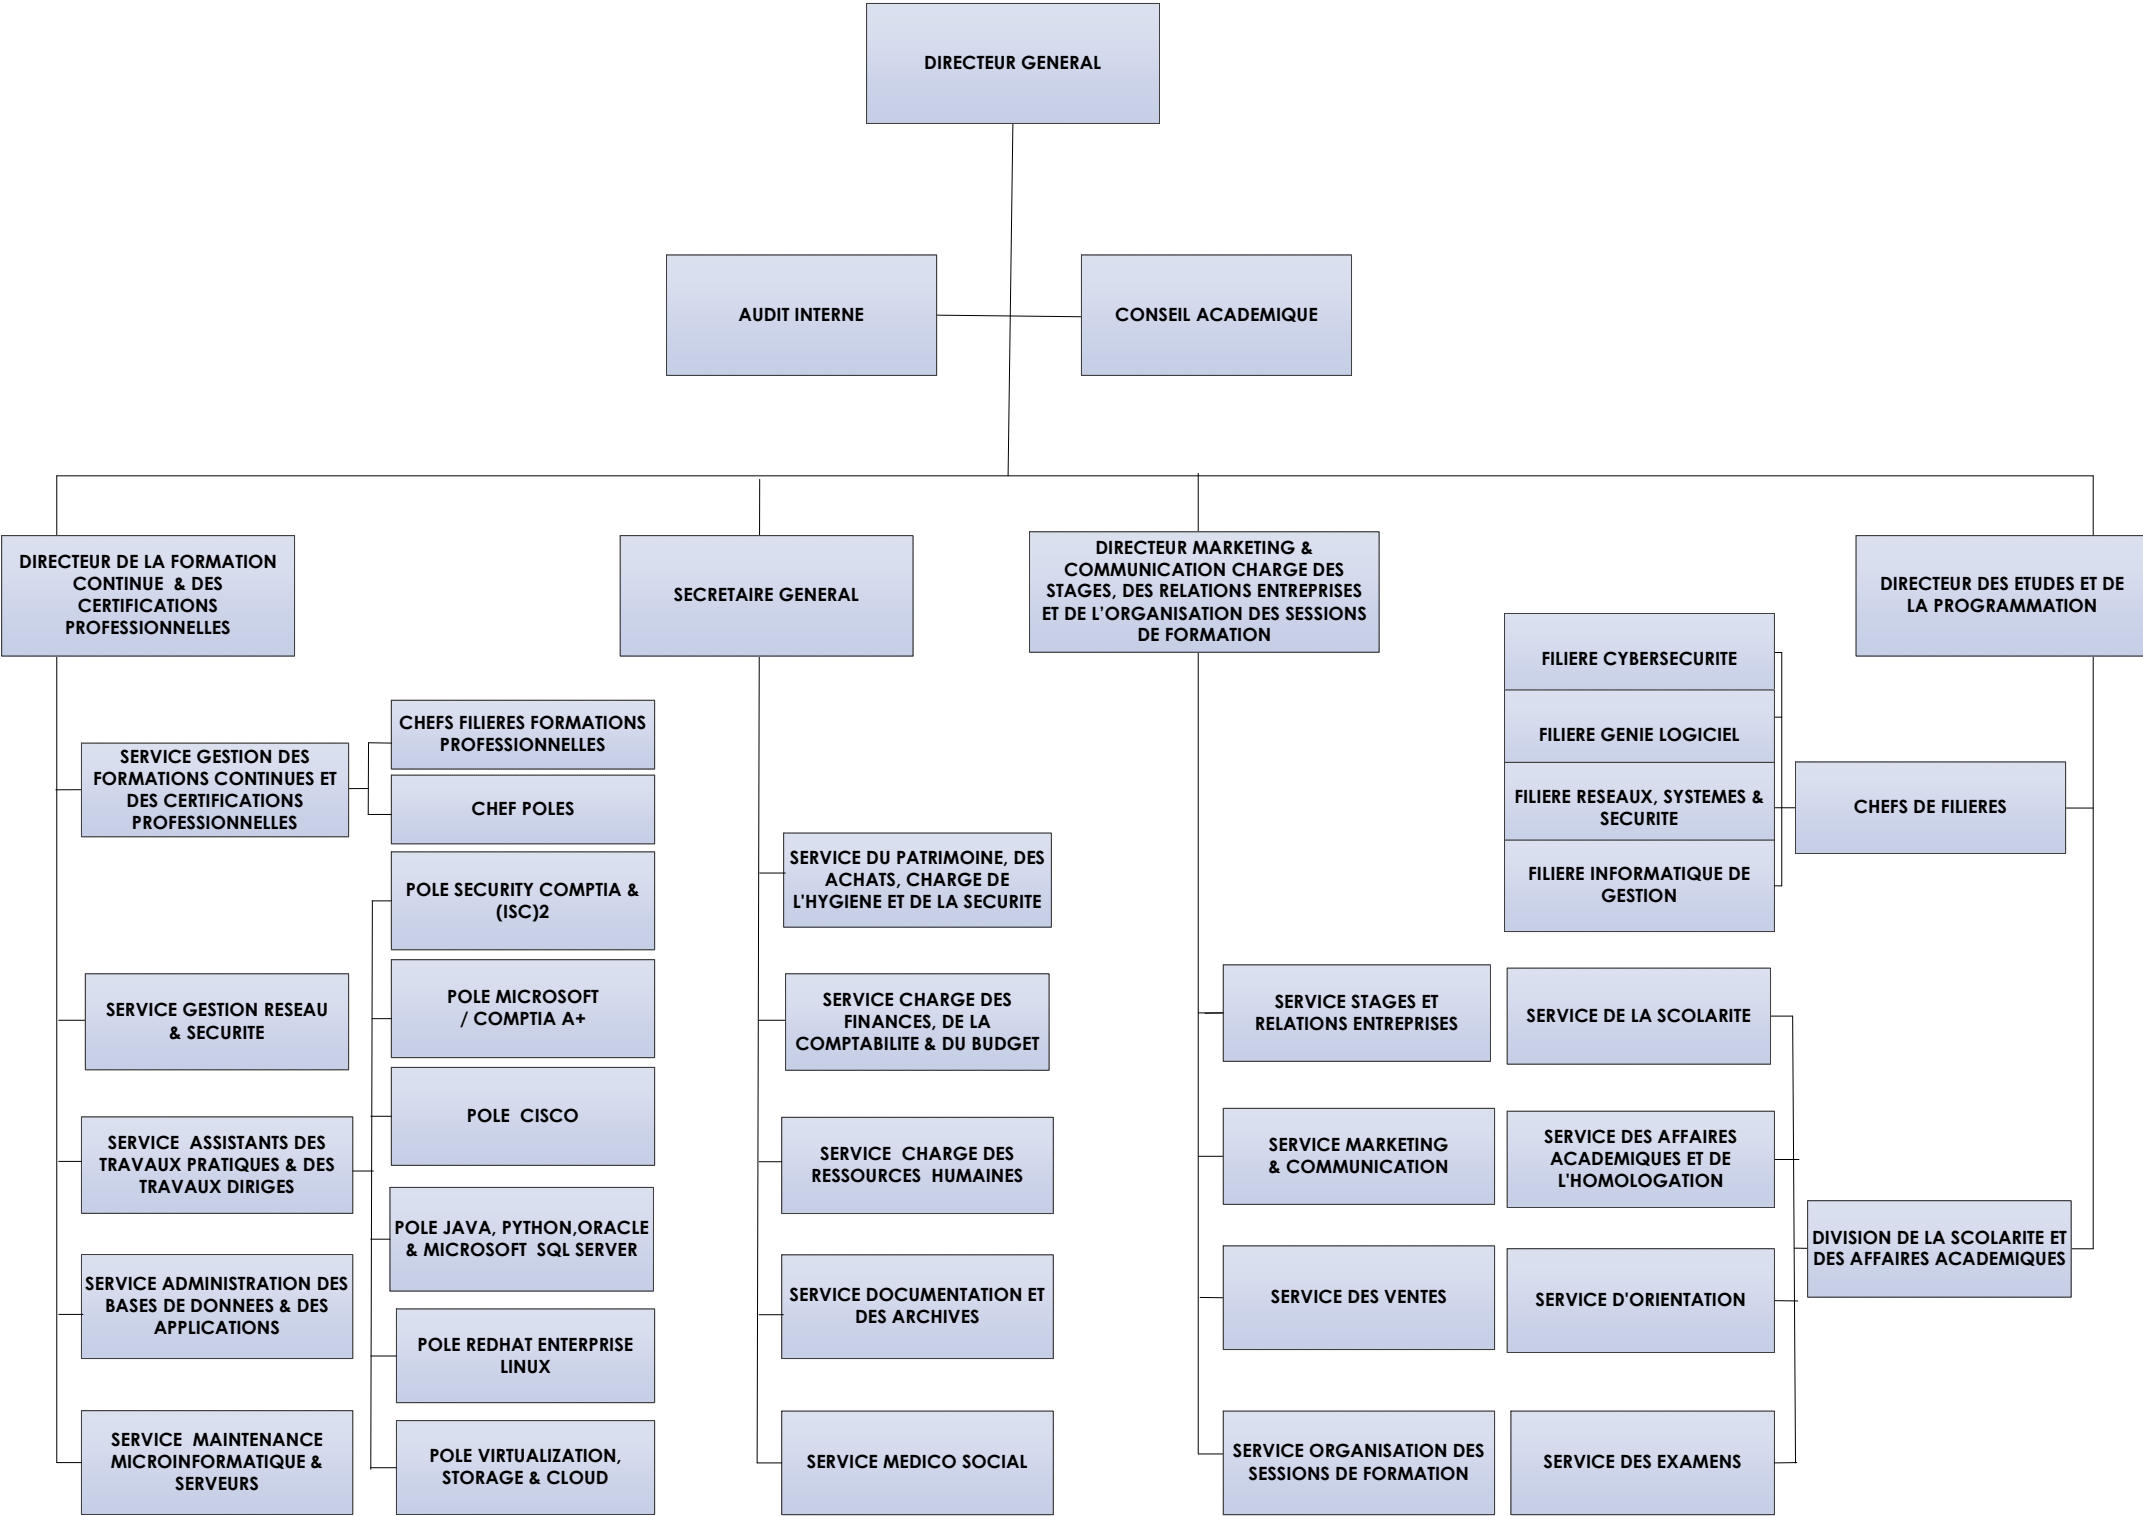 DIRECTEUR GENERAL
AUDIT INTERNE
CONSEIL ACADEMIQUE
DIRECTEUR DE LA FORMATION
CONTINUE & DES
CERTIFICATIONS
PROFESSIONNELLES
SERVICE GESTION DES
FORMATIONS CONTINUES ET
DES CERTIFICATIONS
PROFESSIONNELLES
CHEFS FILIERES FORMATIONS
PROFESSIONNELLES
CHEF POLES
SERVICE GESTION RESEAU
& SECURITE
SERVICE ASSISTANTS DES
TRAVAUX PRATIQUES & DES
TRAVAUX DIRIGES
POLE SECURITY COMPTIA &
(ISC)2
POLE MICROSOFT
/ COMPTIA A+
POLE CISCO
POLE JAVA, PYTHON,ORACLE
& MICROSOFT SQL SERVER
POLE REDHAT ENTERPRISE
LINUX
POLE VIRTUALIZATION,
STORAGE & CLOUD
SERVICE ADMINISTRATION DES
BASES DE DONNEES & DES
APPLICATIONS
SERVICE MAINTENANCE
MICROINFORMATIQUE &
SERVEURS
SECRETAIRE GENERAL
SERVICE DU PATRIMOINE, DES
ACHATS, CHARGE DE
L'HYGIENE ET DE LA SECURITE
SERVICE CHARGE DES
FINANCES, DE LA
COMPTABILITE & DU BUDGET
SERVICE CHARGE DES
RESSOURCES HUMAINES
SERVICE DOCUMENTATION ET
DES ARCHIVES
SERVICE MEDICO SOCIAL
DIRECTEUR MARKETING &
COMMUNICATION CHARGE DES
STAGES, DES RELATIONS ENTREPRISES
ET DE L’ORGANISATION DES SESSIONS
DE FORMATION
SERVICE STAGES ET
RELATIONS ENTREPRISES
SERVICE MARKETING
& COMMUNICATION
SERVICE DES VENTES
SERVICE ORGANISATION DES
SESSIONS DE FORMATION
DIRECTEUR DES ETUDES ET DE
LA PROGRAMMATION
CHEFS DE FILIERES
FILIERE CYBERSECURITE
FILIERE GENIE LOGICIEL
FILIERE RESEAUX, SYSTEMES &
SECURITE
FILIERE INFORMATIQUE DE
GESTION
DIVISION DE LA SCOLARITE ET
DES AFFAIRES ACADEMIQUES
SERVICE DE LA SCOLARITE
SERVICE DES AFFAIRES
ACADEMIQUES ET DE
L'HOMOLOGATION
SERVICE D'ORIENTATION
SERVICE DES EXAMENS